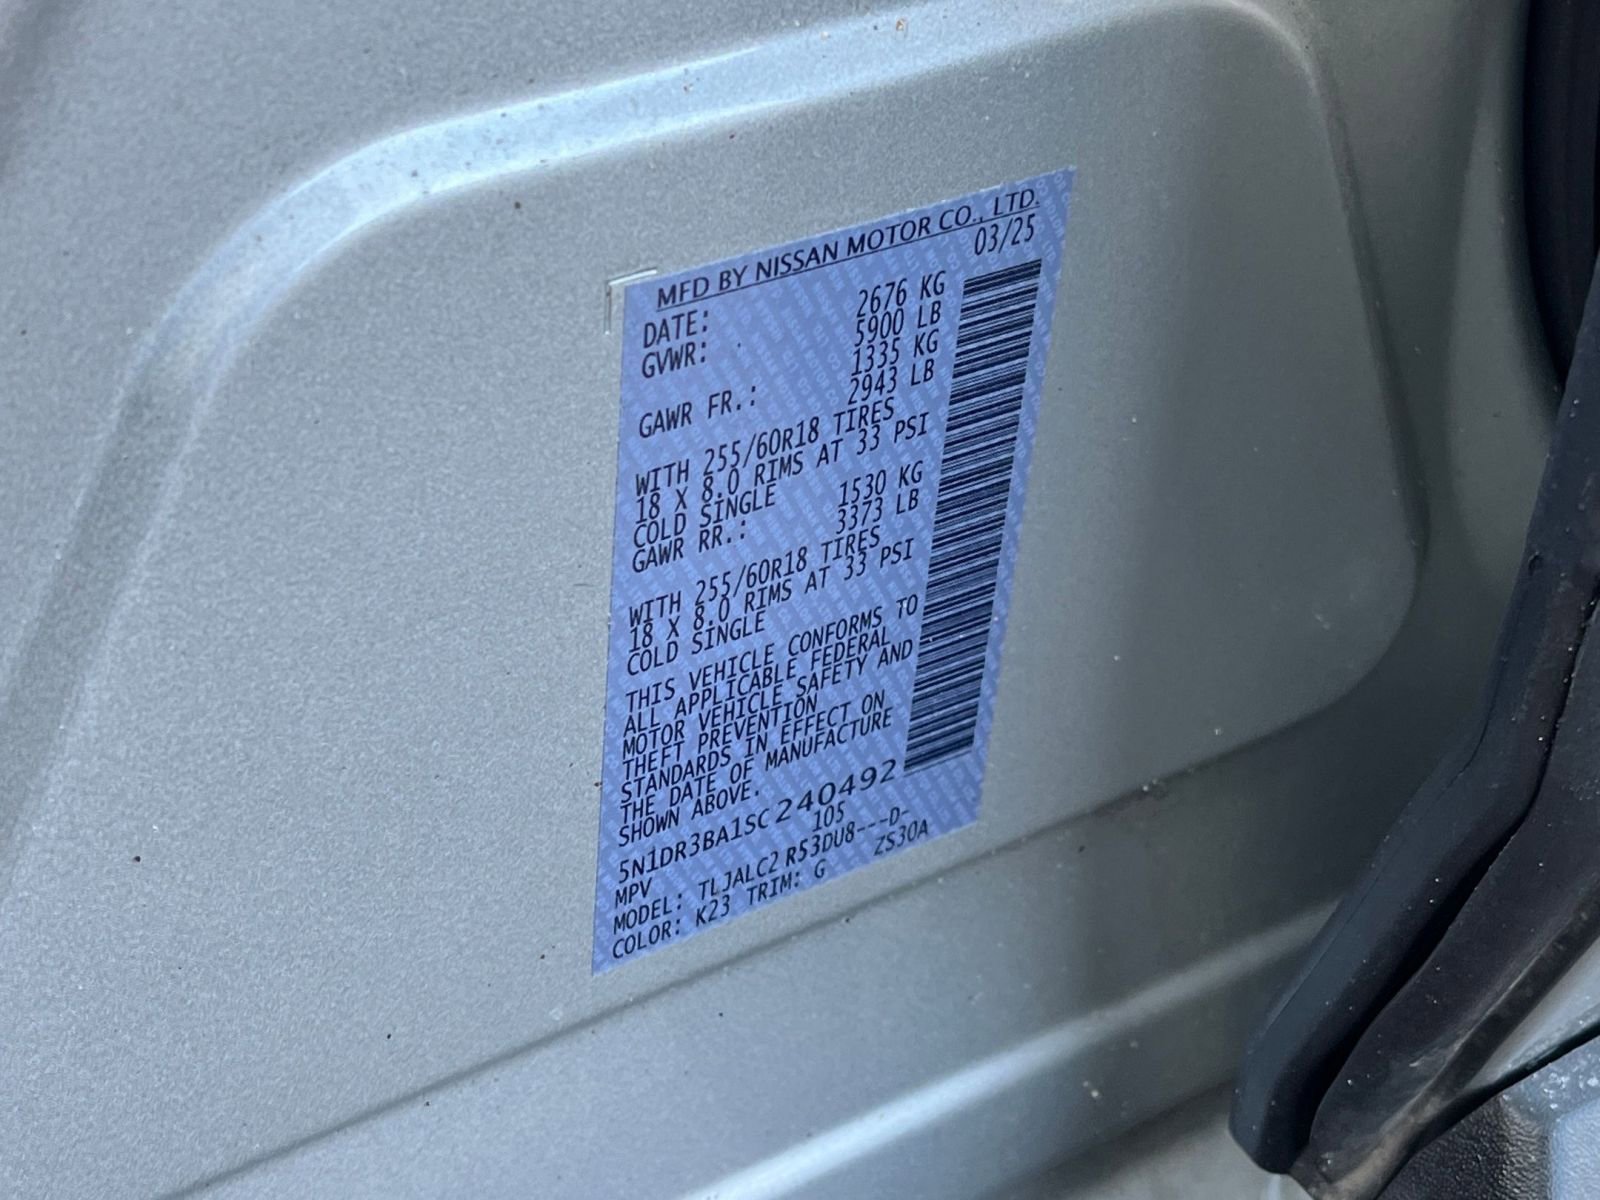 MFD BY NISSAN MOTOR CO., LTD.
DATE: 03/25
GVWR: 2676 KG
5900 LB
GAWR FR.: 1335 KG
2943 LB
WITH 255/60R18 TIRES
18 X 8.0 RIMS AT 33 PSI
COLD SINGLE
GAWR RR.: 1530 KG
3373 LB
WITH 255/60R18 TIRES
18 X 8.0 RIMS AT 33 PSI
COLD SINGLE
THIS VEHICLE CONFORMS TO
ALL APPLICABLE FEDERAL
MOTOR VEHICLE SAFETY AND
THEFT PREVENTION
STANDARDS IN EFFECT ON
THE DATE OF MANUFACTURE
SHOWN ABOVE.
5N1DR3BA1SC240492
MPV 105
MODEL: TLJALC2 R53DU8---D-
COLOR: K23 TRIM: G ZS30A